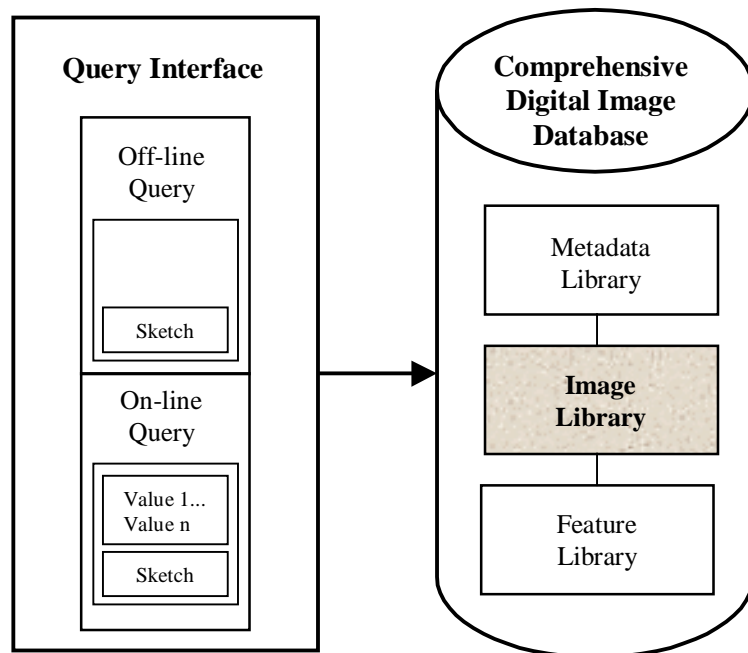 Query Interface
Off-line
Query
Sketch
On-line
Query
Value 1...
Value n
Sketch
Comprehensive
Digital Image
Database
Metadata
Library
Image
Library
Feature
Library